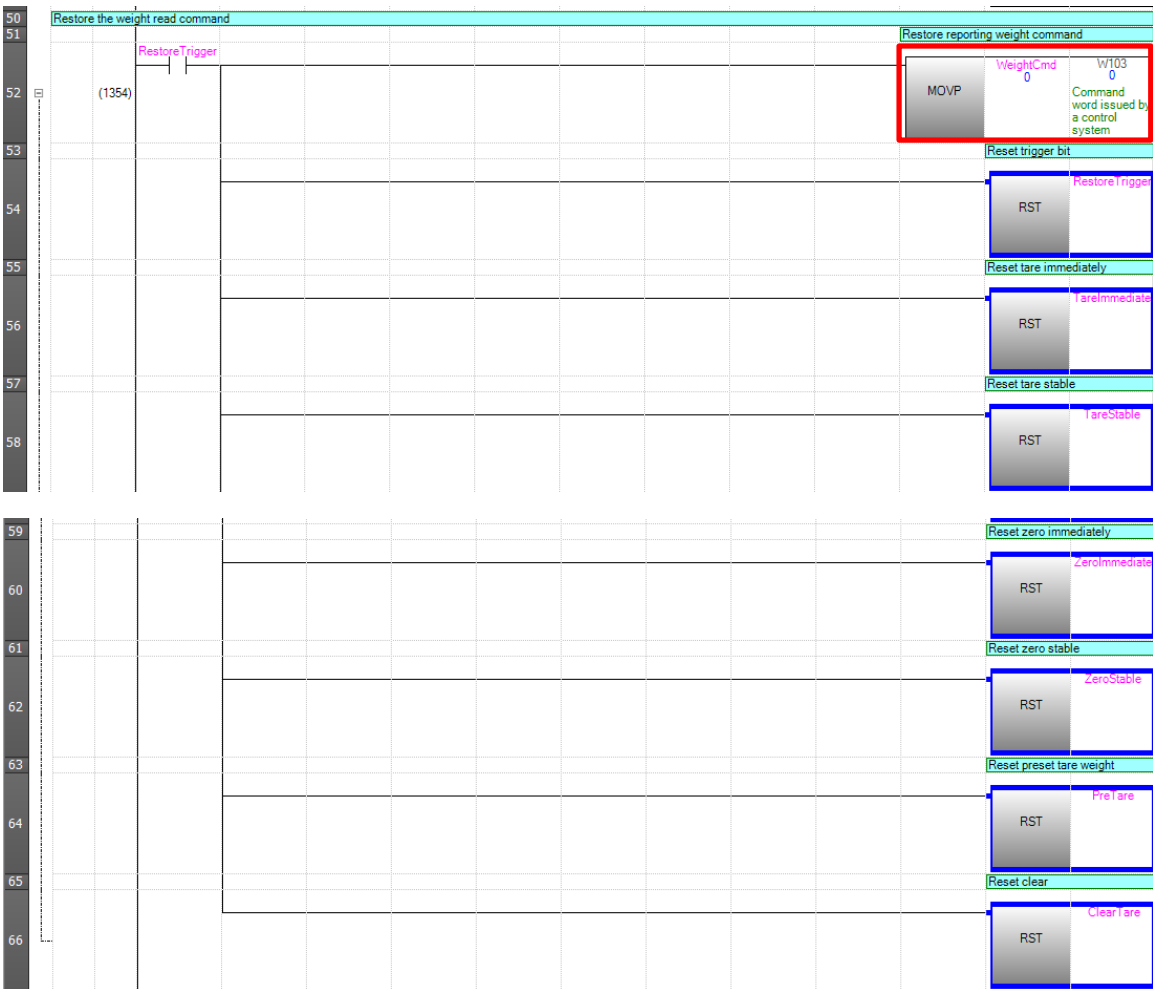 50 Restore the weight read command
51 Restore reporting weight command
RestoreTrigger
52 (1354) MOVP WeightCmd W103
0 0
Command
word issued by
a control
system
53 Reset trigger bit
54 RST RestoreTrigger
55 Reset tare immediately
56 RST TareImmediate
57 Reset tare stable
58 RST TareStable
59 Reset zero immediately
60 RST ZeroImmediate
61 Reset zero stable
62 RST ZeroStable
63 Reset preset tare weight
64 RST PreTare
65 Reset clear
66 RST ClearTare